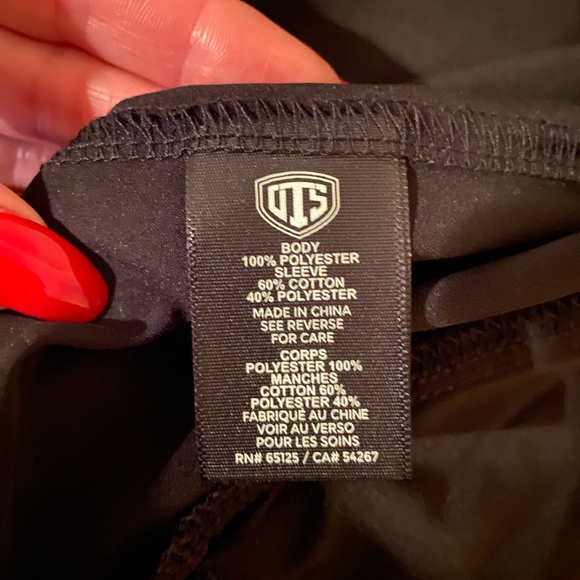 OTS
BODY
100% POLYESTER
SLEEVE
60% COTTON
40% POLYESTER
MADE IN CHINA
SEE REVERSE
FOR CARE
CORPS
POLYESTER 100%
MANCHES
COTTON 60%
POLYESTER 40%
FABRIQUÉ AU CHINE
VOIR AU VERSO
POUR LES SOINS
RN# 65125 / CA# 54267